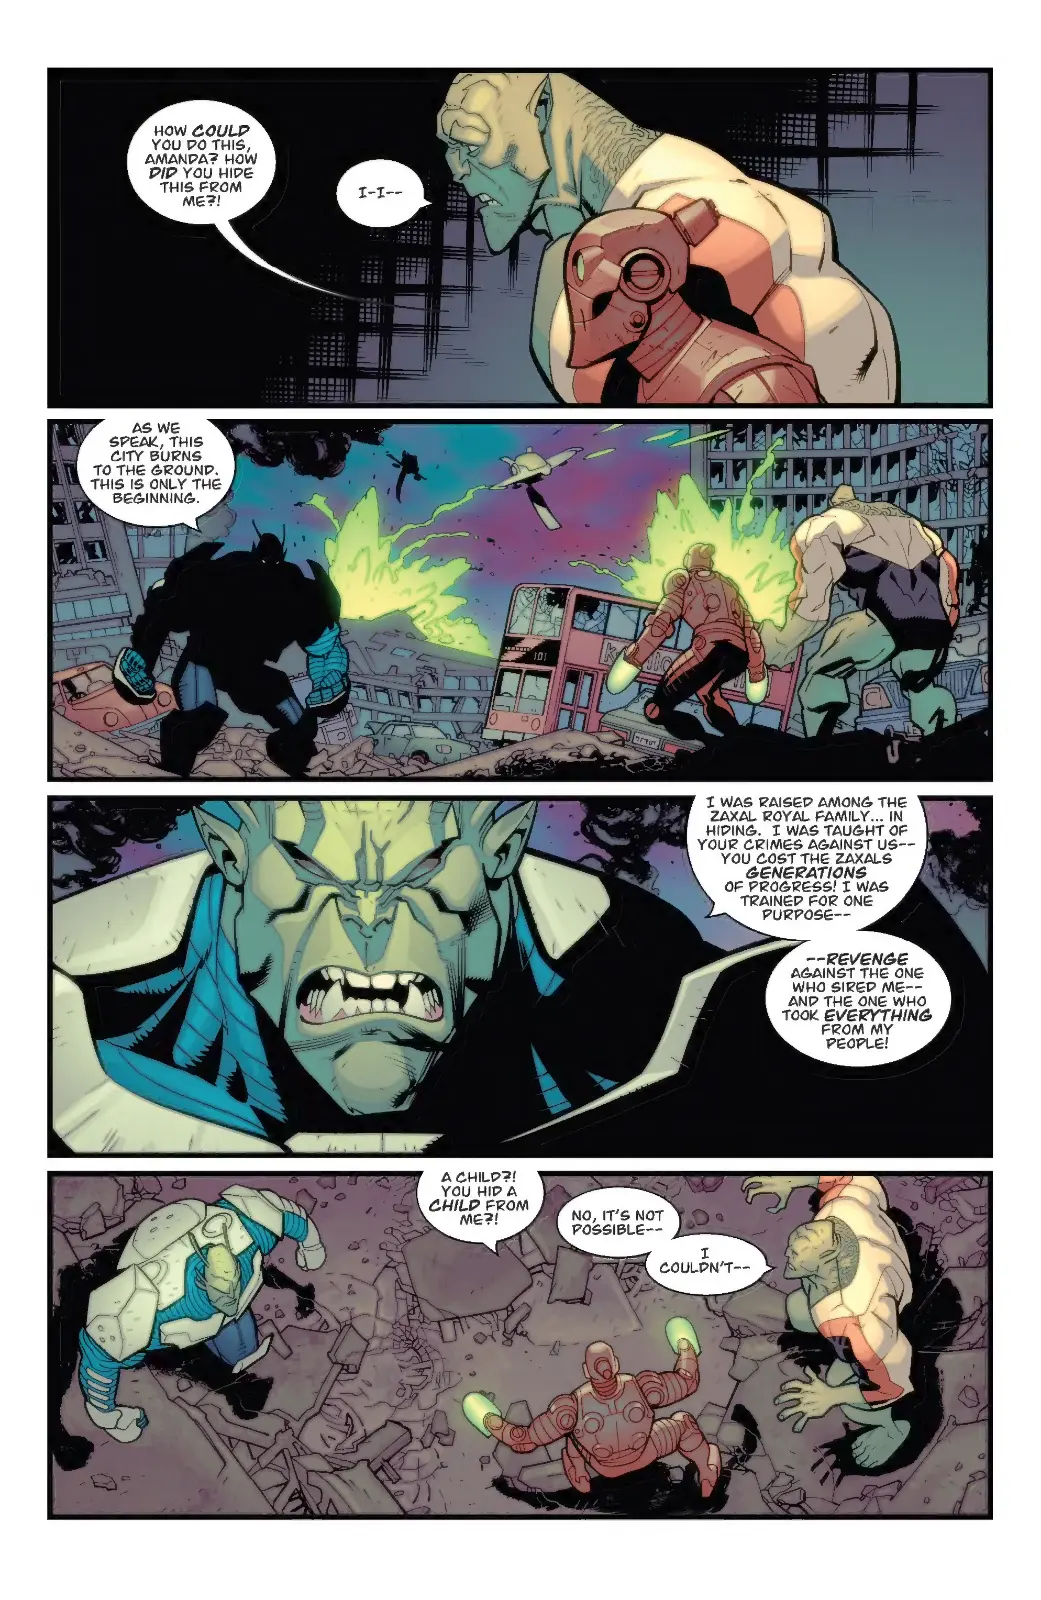 HOW COULD
YOU DO THIS,
AMANDA? HOW
DID YOU HIDE
THIS FROM
ME?!
I-I--
AS WE
SPEAK, THIS
CITY BURNS
TO THE GROUND.
THIS IS ONLY THE
BEGINNING.
101
I WAS RAISED AMONG THE
ZAXAL ROYAL FAMILY... IN
HIDING. I WAS TAUGHT OF
YOUR CRIMES AGAINST US--
YOU COST THE ZAXALS
GENERATIONS
OF PROGRESS! I WAS
TRAINED FOR ONE
PURPOSE--
--REVENGE
AGAINST THE ONE
WHO SIRED ME--
AND THE ONE WHO
TOOK EVERYTHING
FROM MY
PEOPLE!
A CHILD?!
YOU HID A
CHILD FROM
ME?!
NO, IT'S NOT
POSSIBLE--
I
COULDN'T--